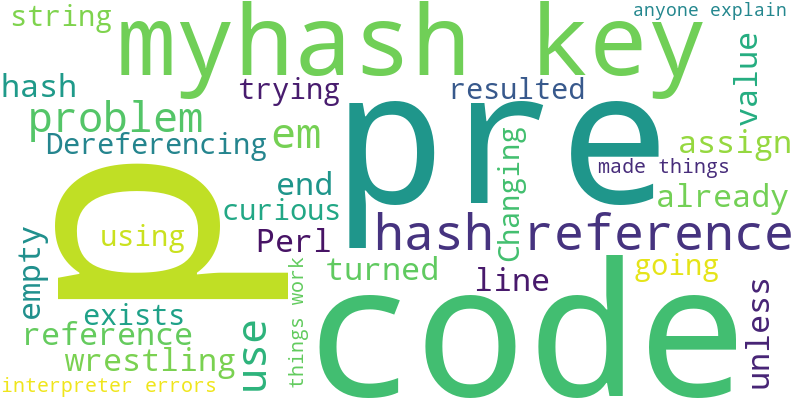 string
myhash key
anyone explain
hash
trying
resulted
value
problem
pre
Dereferencing
em
Changing
assign
made things
p
end
already
curious
using
Perl
hash reference
empty
turned
line
going
code
things work
exists
use
unless
reference
wrestling
interpreter errors